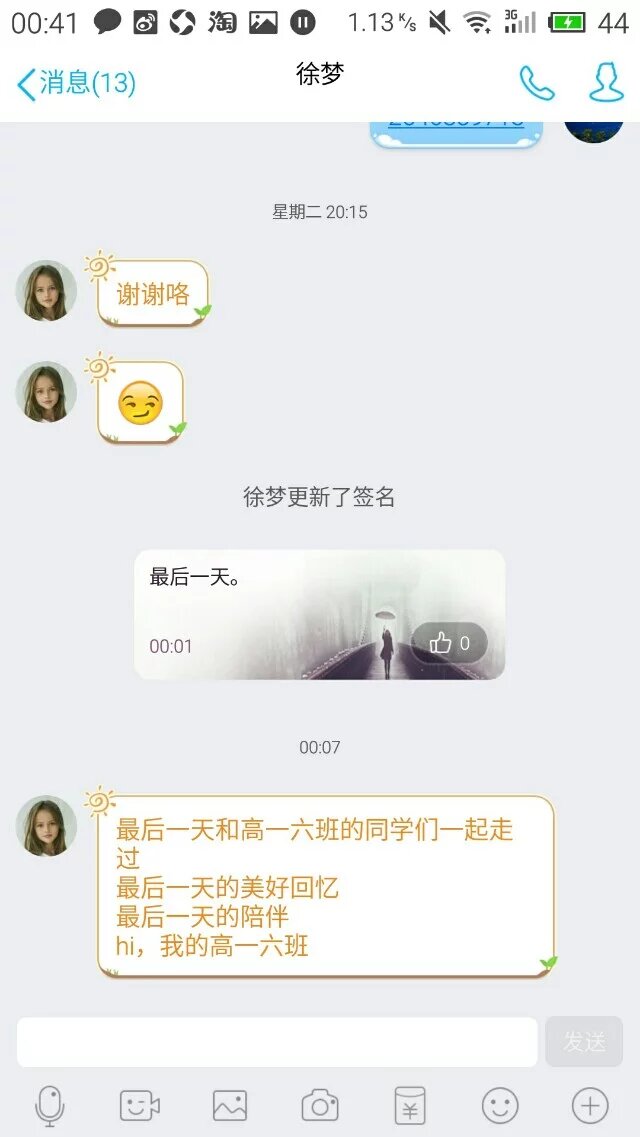 00:41
1.13 K/s
3G
44
消息(13)
徐梦
星期二 20:15
谢谢咯
徐梦更新了签名
最后一天。
00:01
0
00:07
最后一天和高一六班的同学们一起走
过
最后一天的美好回忆
最后一天的陪伴
hi，我的高一六班
发送